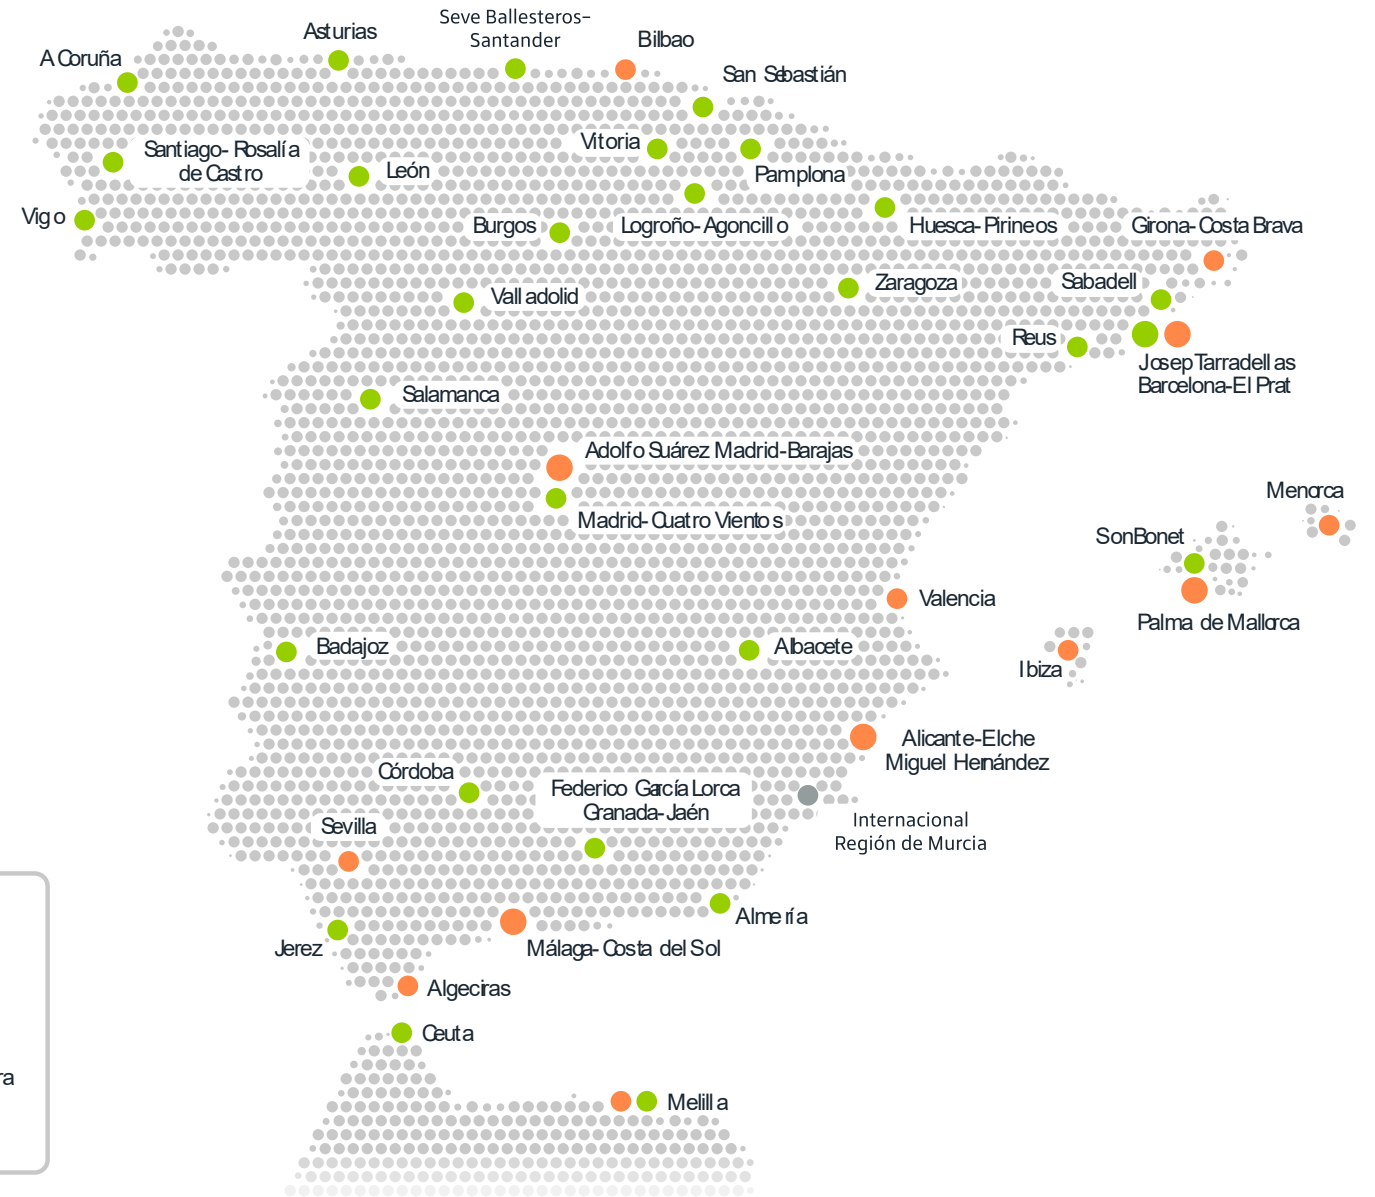 Seve Ballesteros-
Santander
Asturias
Bilbao
A Coruña
San Sebastián
Vitoria
Santiago-Rosalía
de Castro
León
Pamplona
Vigo
Burgos
Logroño-Agoncillo
Huesca-Pirineos
Girona-Costa Brava
Zaragoza
Sabadell
Valladolid
Reus
Josep Tarradellas
Barcelona-El Prat
Salamanca
Adolfo Suárez Madrid-Barajas
Menorca
Madrid-Cuatro Vientos
Son Bonet
Valencia
Palma de Mallorca
Badajoz
Albacete
Ibiza
Alicante-Elche
Miguel Hernández
Córdoba
Federico García Lorca
Granada-Jaén
Sevilla
Internacional
Región de Murcia
Almería
Jerez
Málaga-Costa del Sol
Algeciras
Ceuta
ra
Melilla